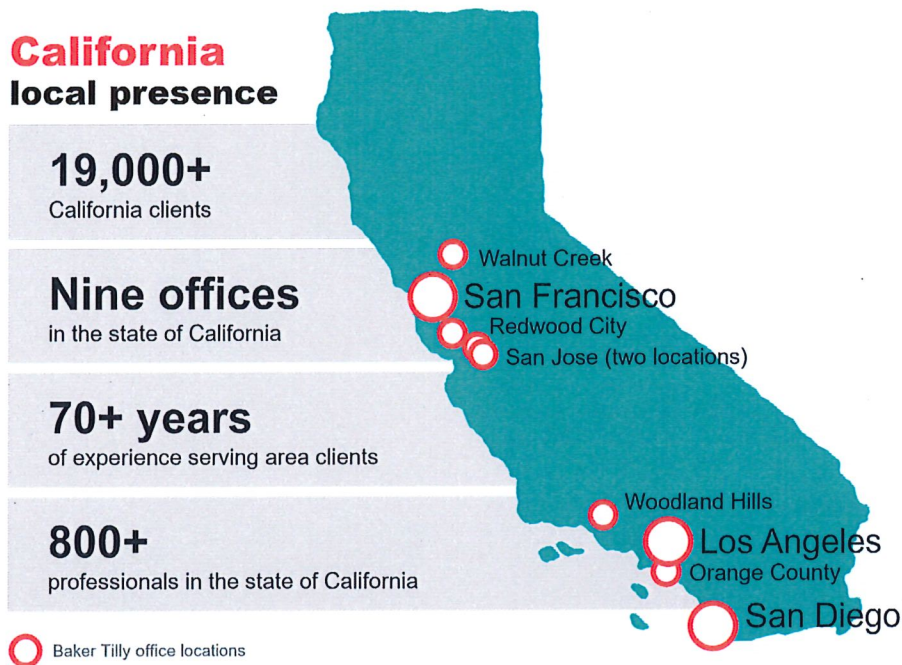 California
local presence
19,000+
California clients
Nine offices
in the state of California
70+ years
of experience serving area clients
800+
professionals in the state of California
Baker Tilly office locations
Walnut Creek
San Francisco
Redwood City
San Jose (two locations)
Woodland Hills
Los Angeles
Orange County
San Diego